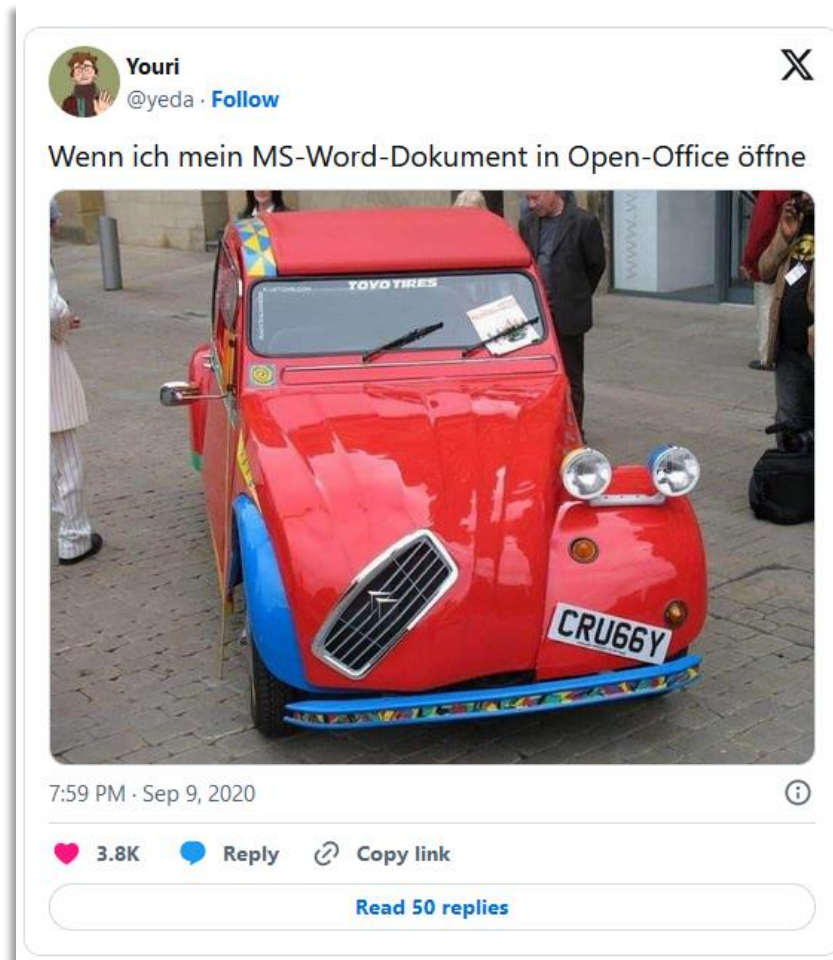 Youri
@yeda · Follow
Wenn ich mein MS-Word-Dokument in Open-Office öffne
TOYO TIRES
CRU66Y
7:59 PM · Sep 9, 2020
3.8K Reply Copy link
Read 50 replies